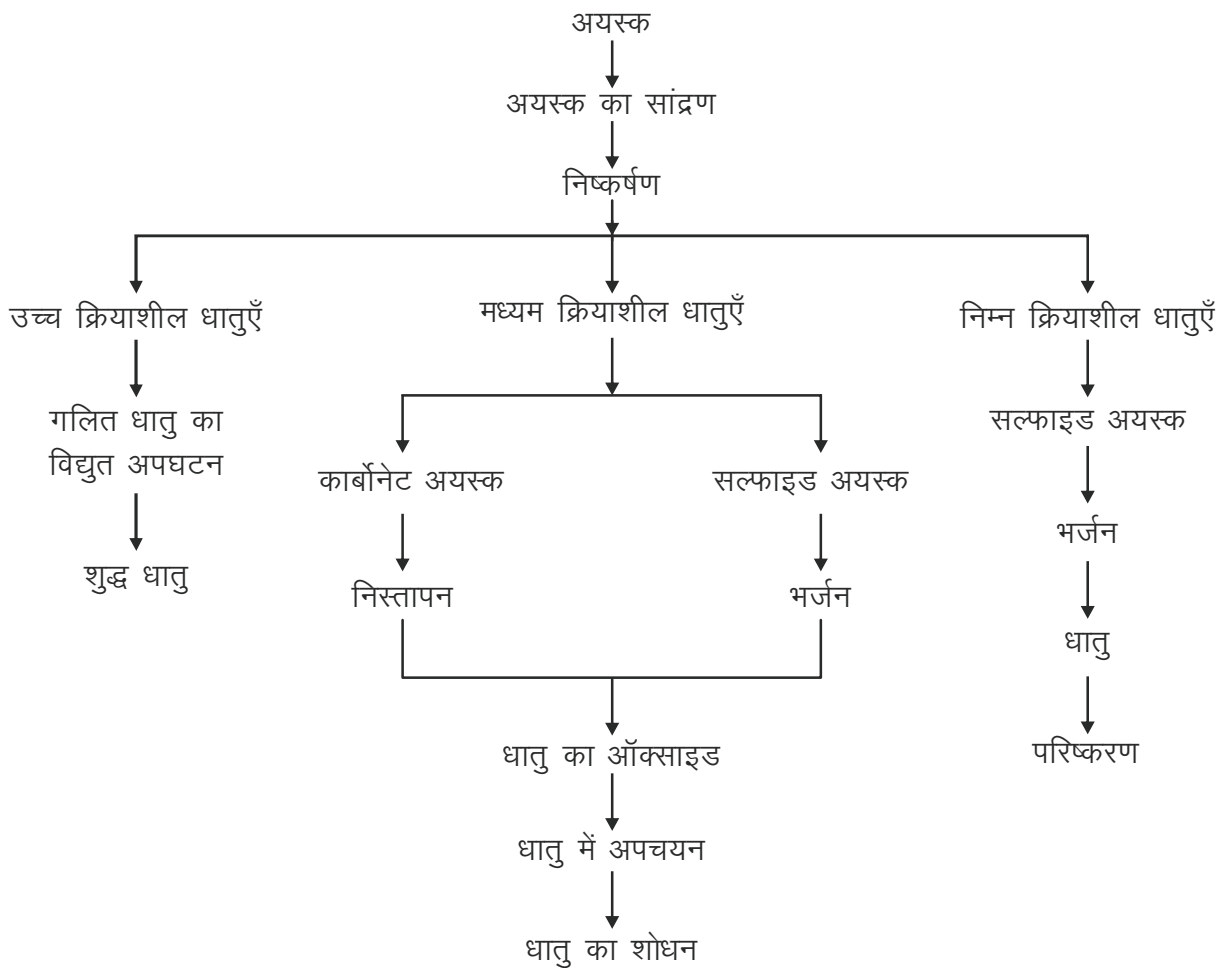 अयस्क
अयस्क का सांद्रण
निष्कर्षण
उच्च क्रियाशील धातुएँ
मध्यम क्रियाशील धातुएँ
निम्न क्रियाशील धातुएँ
गलित धातु का
विद्युत अपघटन
शुद्ध धातु
कार्बोनेट अयस्क
सल्फाइड अयस्क
निस्तापन
भर्जन
धातु का ऑक्साइड
धातु में अपचयन
धातु का शोधन
सल्फाइड अयस्क
भर्जन
धातु
परिष्करण